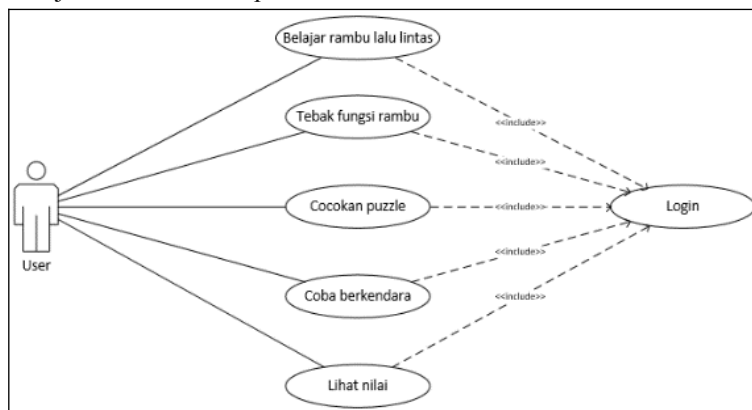 Belajar rambu lalu lintas
<<include>>
Tebak fungsi rambu
<<include>>
Cocokan puzzle
<<include>>
Login
User
Coba berkendara
<<include>>
<<include>>
Lihat nilai